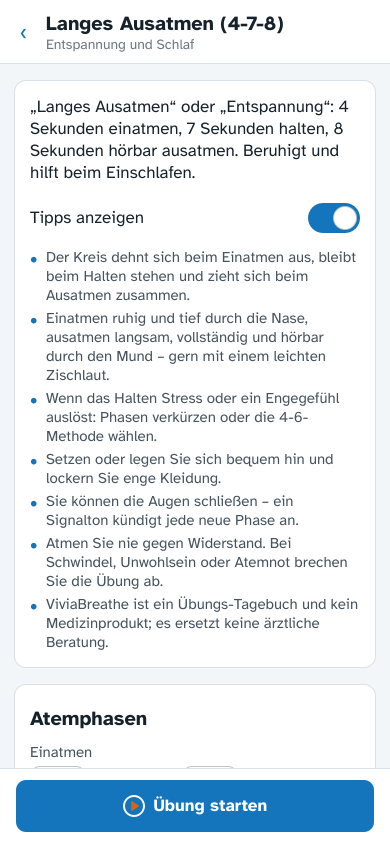 Langes Ausatmen (4-7-8)
Entspannung und Schlaf
„Langes Ausatmen“ oder „Entspannung“: 4
Sekunden einatmen, 7 Sekunden halten, 8
Sekunden hörbar ausatmen. Beruhigt und
hilft beim Einschlafen.
Tipps anzeigen
• Der Kreis dehnt sich beim Einatmen aus, bleibt
beim Halten stehen und zieht sich beim
Ausatmen zusammen.
• Einatmen ruhig und tief durch die Nase,
ausatmen langsam, vollständig und hörbar
durch den Mund – gern mit einem leichten
Zischlaut.
• Wenn das Halten Stress oder ein Engegefühl
auslöst: Phasen verkürzen oder die 4-6-
Methode wählen.
• Setzen oder legen Sie sich bequem hin und
lockern Sie enge Kleidung.
• Sie können die Augen schließen – ein
Signalton kündigt jede neue Phase an.
• Atmen Sie nie gegen Widerstand. Bei
Schwindel, Unwohlsein oder Atemnot brechen
Sie die Übung ab.
• ViviaBreathe ist ein Übungs-Tagebuch und kein
Medizinprodukt; es ersetzt keine ärztliche
Beratung.
Atemphasen
Einatmen
Übung starten